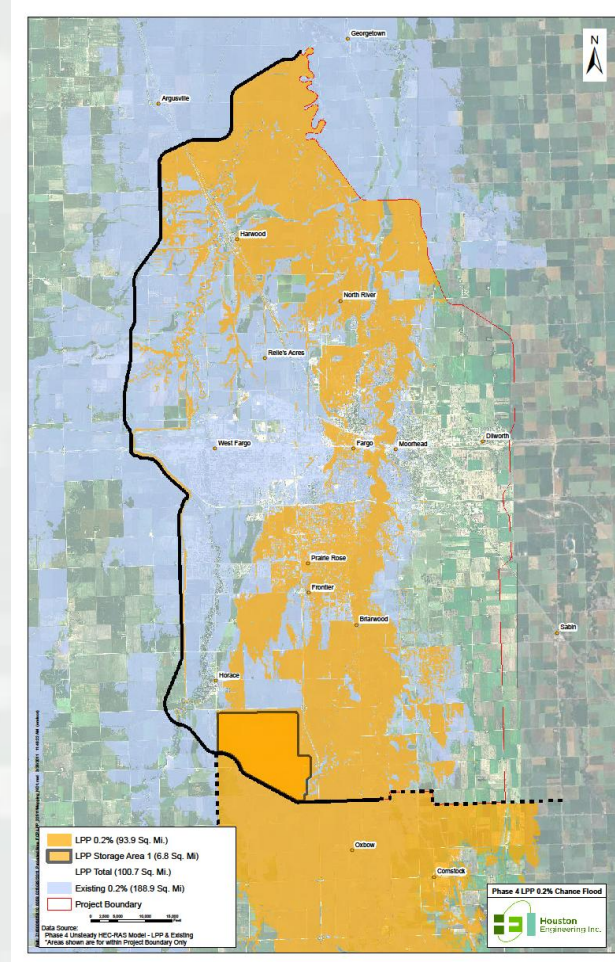 Georgetown
N
Argusville
Harwood
North River
Reile's Acres
West Fargo
Fargo
Moorhead
Dilworth
Prairie Rose
Frontier
Briarwood
Sabin
Horace
Oxbow
Comstock
LPP 0.2% (93.9 Sq. Mi.)
LPP Storage Area 1 (6.8 Sq. Mi)
LPP Total (100.7 Sq. Mi.)
Existing 0.2% (188.9 Sq. Mi)
Project Boundary
Data Source:
Phase 4 Unsteady HEC-RAS Model - LPP & Existing
*Areas shown are for within Project Boundary Only
Phase 4 LPP 0.2% Chance Flood
Houston
Engineering Inc.